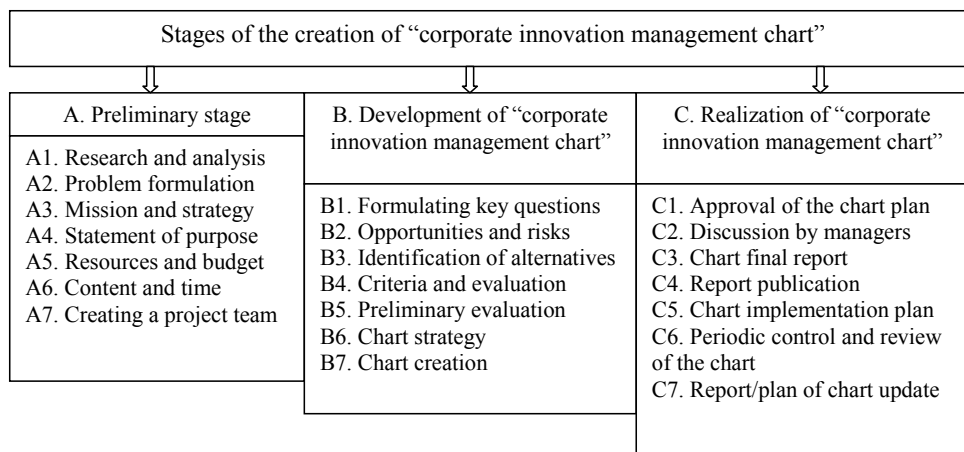 Stages of the creation of “corporate innovation management chart”
A. Preliminary stage
A1. Research and analysis
A2. Problem formulation
A3. Mission and strategy
A4. Statement of purpose
A5. Resources and budget
A6. Content and time
A7. Creating a project team
B. Development of “corporate
innovation management chart”
B1. Formulating key questions
B2. Opportunities and risks
B3. Identification of alternatives
B4. Criteria and evaluation
B5. Preliminary evaluation
B6. Chart strategy
B7. Chart creation
C. Realization of “corporate
innovation management chart”
C1. Approval of the chart plan
C2. Discussion by managers
C3. Chart final report
C4. Report publication
C5. Chart implementation plan
C6. Periodic control and review
of the chart
C7. Report/plan of chart update